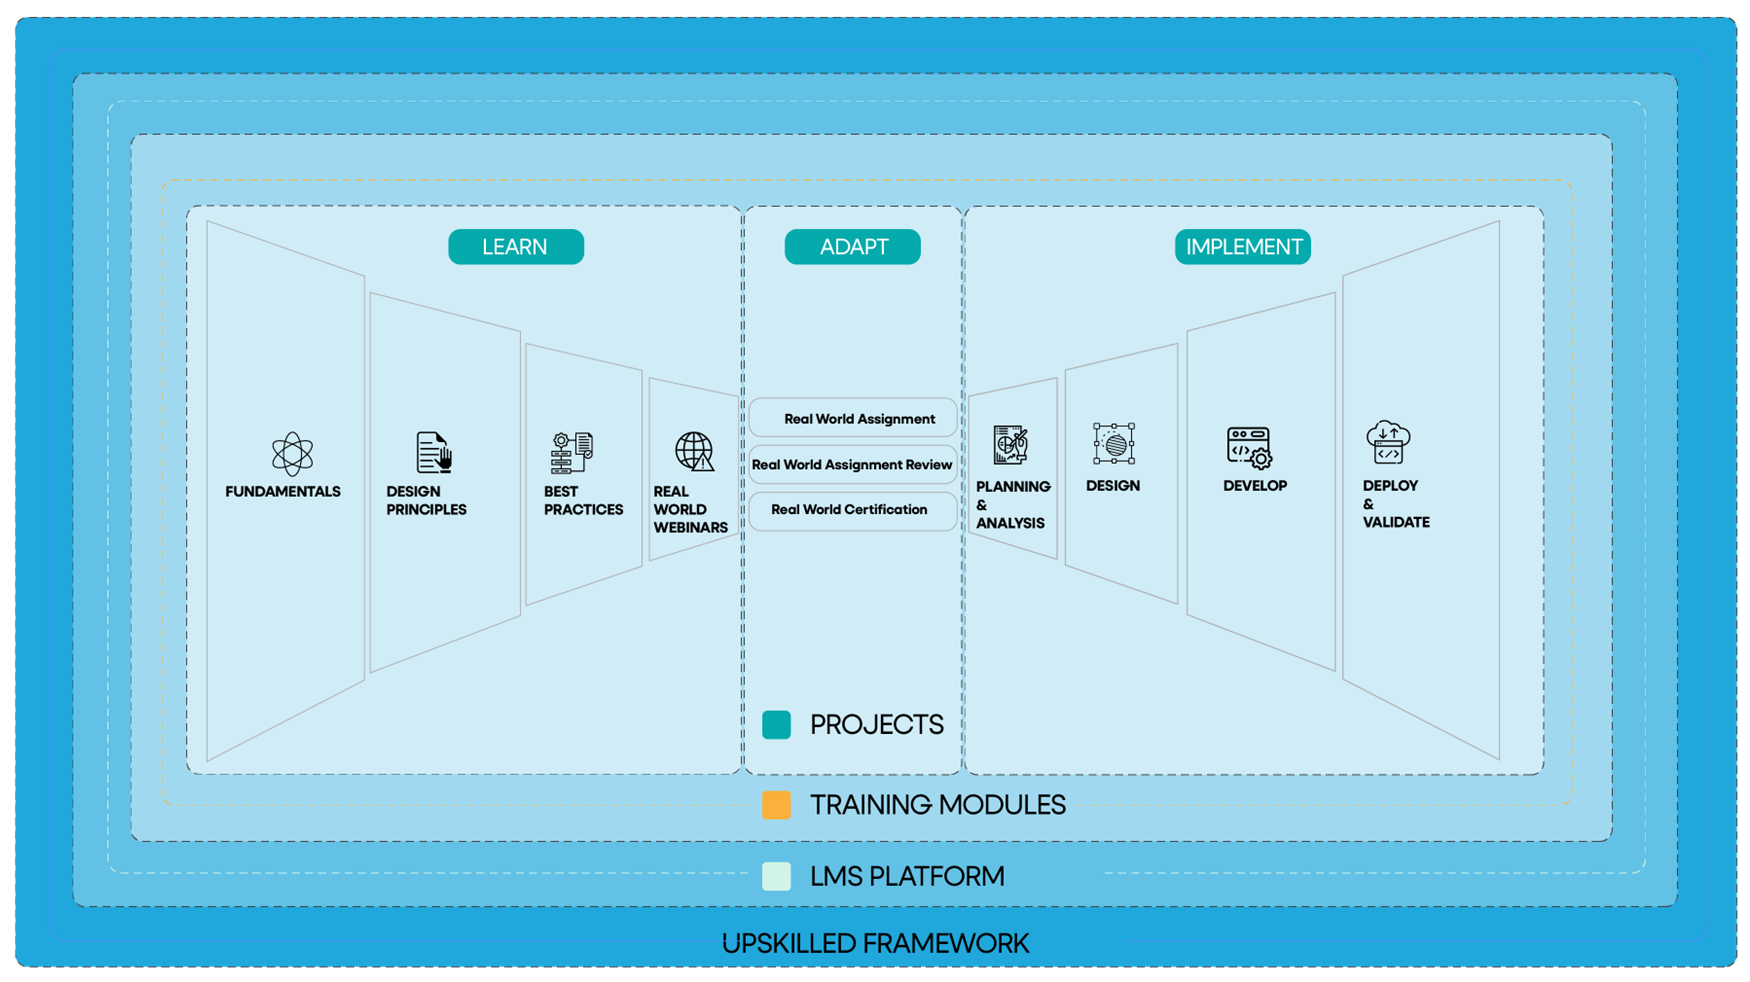 LEARN
ADAPT
IMPLEMENT
FUNDAMENTALS
DESIGN
PRINCIPLES
BEST
PRACTICES
REAL
WORLD
WEBINARS
Real World Assignment
Real World Assignment Review
Real World Certification
PLANNING
&
ANALYSIS
DESIGN
DEVELOP
DEPLOY
&
VALIDATE
PROJECTS
TRAINING MODULES
LMS PLATFORM
UPSKILLED FRAMEWORK